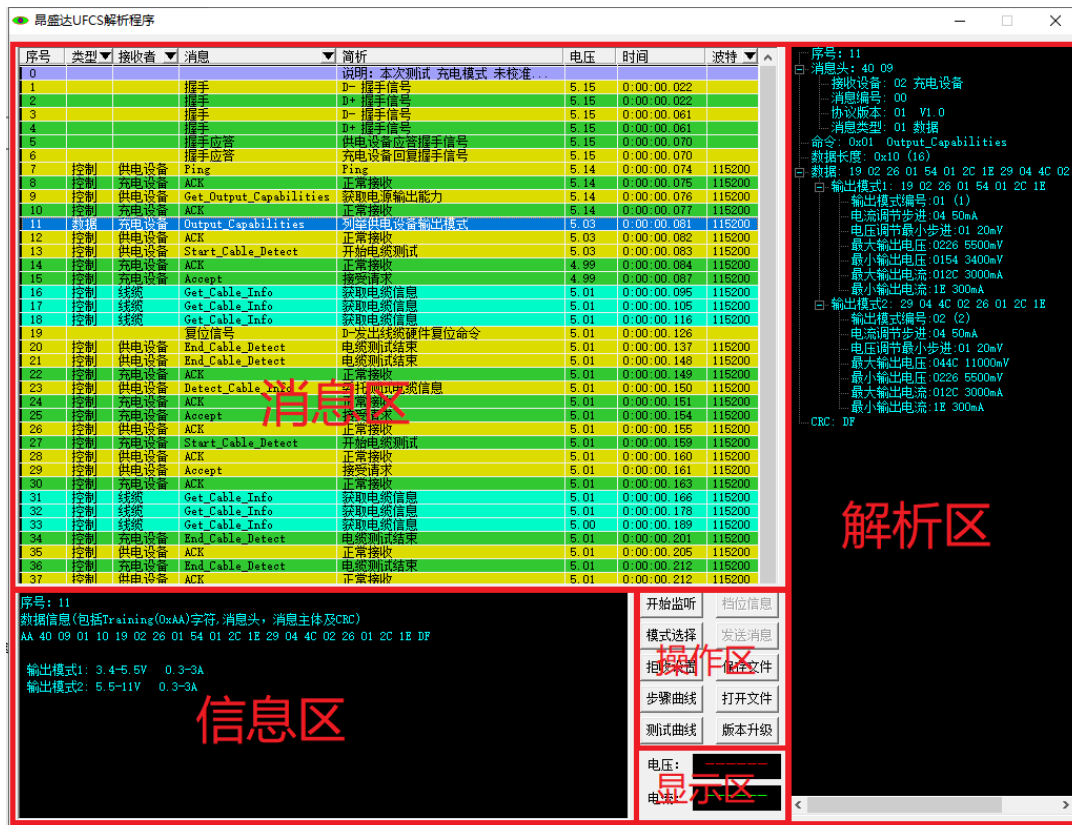 昂盛达UFCS解析程序
序号 类型 接收者 消息 简析 电压 时间 波特
0 说明: 本次测试 充电模式 未校准...
1 握手 D- 握手信号 5.15 0:00:00.022
2 握手 D+ 握手信号 5.15 0:00:00.022
3 握手 D- 握手信号 5.15 0:00:00.061
4 握手 D+ 握手信号 5.15 0:00:00.061
5 握手应答 供电设备应答握手信号 5.15 0:00:00.070
6 握手应答 充电设备回复握手信号 5.15 0:00:00.070
7 控制 供电设备 Ping Ping 5.14 0:00:00.074 115200
8 控制 充电设备 ACK 正常接收 5.14 0:00:00.075 115200
9 控制 供电设备 Get_Output_Capabilities 获取电源输出能力 5.14 0:00:00.076 115200
10 控制 充电设备 ACK 正常接收 5.14 0:00:00.077 115200
11 数据 充电设备 Output_Capabilities 列举供电设备输出模式 5.03 0:00:00.081 115200
12 控制 供电设备 ACK 正常接收 5.03 0:00:00.082 115200
13 控制 供电设备 Start_Cable_Detect 开始电缆测试 5.03 0:00:00.083 115200
14 控制 充电设备 ACK 正常接收 4.99 0:00:00.084 115200
15 控制 充电设备 Accept 接受请求 4.99 0:00:00.087 115200
16 控制 线缆 Get_Cable_Info 获取电缆信息 5.01 0:00:00.095 115200
17 控制 线缆 Get_Cable_Info 获取电缆信息 5.01 0:00:00.105 115200
18 控制 线缆 Get_Cable_Info 获取电缆信息 5.01 0:00:00.116 115200
19 复位信号 D-发出线缆硬件复位命令 5.01 0:00:00.126
20 控制 供电设备 End_Cable_Detect 电缆测试结束 5.01 0:00:00.137 115200
21 控制 供电设备 End_Cable_Detect 电缆测试结束 5.01 0:00:00.148 115200
22 控制 充电设备 ACK 正常接收 5.01 0:00:00.149 115200
23 控制 供电设备 Detect_Cable_Info 委托测试电缆信息 5.01 0:00:00.150 115200
24 控制 充电设备 ACK 正常接收 5.01 0:00:00.151 115200
25 控制 充电设备 Accept 接受请求 5.01 0:00:00.154 115200
26 控制 供电设备 ACK 正常接收 5.01 0:00:00.155 115200
27 控制 充电设备 Start_Cable_Detect 开始电缆测试 5.01 0:00:00.159 115200
28 控制 供电设备 ACK 正常接收 5.01 0:00:00.160 115200
29 控制 供电设备 Accept 接受请求 5.01 0:00:00.161 115200
30 控制 充电设备 ACK 正常接收 5.01 0:00:00.163 115200
31 控制 线缆 Get_Cable_Info 获取电缆信息 5.01 0:00:00.166 115200
32 控制 线缆 Get_Cable_Info 获取电缆信息 5.01 0:00:00.178 115200
33 控制 线缆 Get_Cable_Info 获取电缆信息 5.00 0:00:00.189 115200
34 控制 充电设备 End_Cable_Detect 电缆测试结束 5.01 0:00:00.201 115200
35 控制 供电设备 ACK 正常接收 5.01 0:00:00.205 115200
36 控制 充电设备 End_Cable_Detect 电缆测试结束 5.01 0:00:00.212 115200
37 控制 供电设备 ACK 正常接收 5.01 0:00:00.212 115200
消息区
序号: 11
消息头: 40 09
接收设备: 02 充电设备
消息编号: 00
协议版本: 01 V1.0
消息类型: 01 数据
命令: 0x01 Output_Capabilities
数据长度: 0x10 (16)
数据: 19 02 26 01 54 01 2C 1E 29 04 4C 02
输出模式1: 19 02 26 01 54 01 2C 1E
输出模式编号:01 (1)
电流调节步进:04 50mA
电压调节最小步进:01 20mV
最大输出电压:0226 5500mV
最小输出电压:0154 3400mV
最大输出电流:012C 3000mA
最小输出电流:1E 300mA
输出模式2: 29 04 4C 02 26 01 2C 1E
输出模式编号:02 (2)
电流调节步进:04 50mA
电压调节最小步进:01 20mV
最大输出电压:044C 11000mV
最小输出电压:0226 5500mV
最大输出电流:012C 3000mA
最小输出电流:1E 300mA
CRC: DF
解析区
序号: 11
数据信息(包括Training(0xAA)字符,消息头, 消息主体及CRC)
AA 40 09 01 10 19 02 26 01 54 01 2C 1E 29 04 4C 02 26 01 2C 1E DF
输出模式1: 3.4-5.5V 0.3-3A
输出模式2: 5.5-11V 0.3-3A
信息区
开始监听 档位信息
模式选择 发送消息
拒收设置 保存文件
步骤曲线 打开文件
测试曲线 版本升级
操作区
电压: ------
电流: ------
显示区